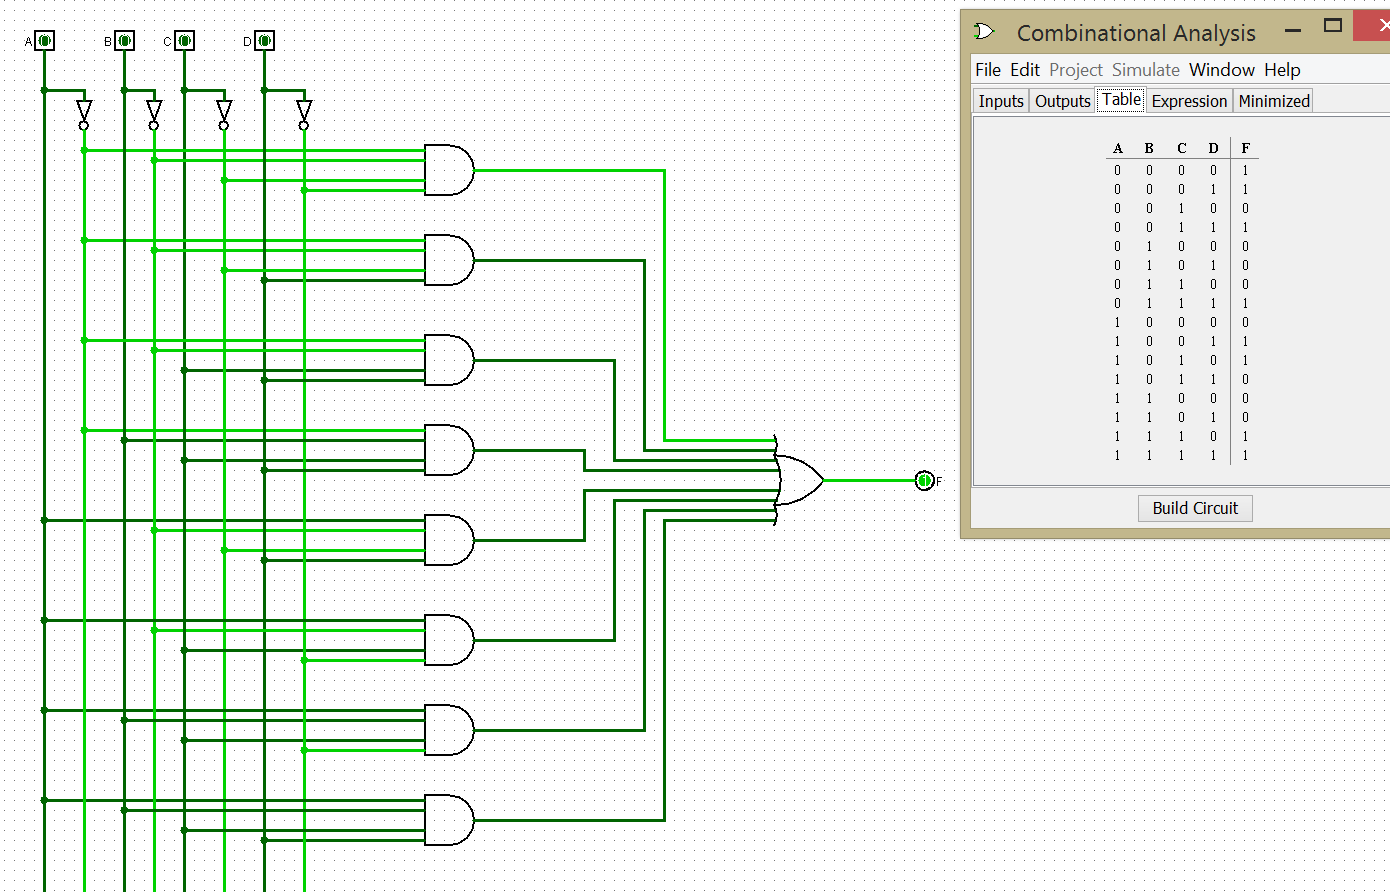 A B C D
F
Combinational Analysis
File Edit Project Simulate Window Help
Inputs Outputs Table Expression Minimized
A B C D F
0 0 0 0 1
0 0 0 1 1
0 0 1 0 0
0 0 1 1 1
0 1 0 0 0
0 1 0 1 0
0 1 1 0 0
0 1 1 1 1
1 0 0 0 0
1 0 0 1 1
1 0 1 0 1
1 0 1 1 0
1 1 0 0 0
1 1 0 1 0
1 1 1 0 1
1 1 1 1 1
Build Circuit